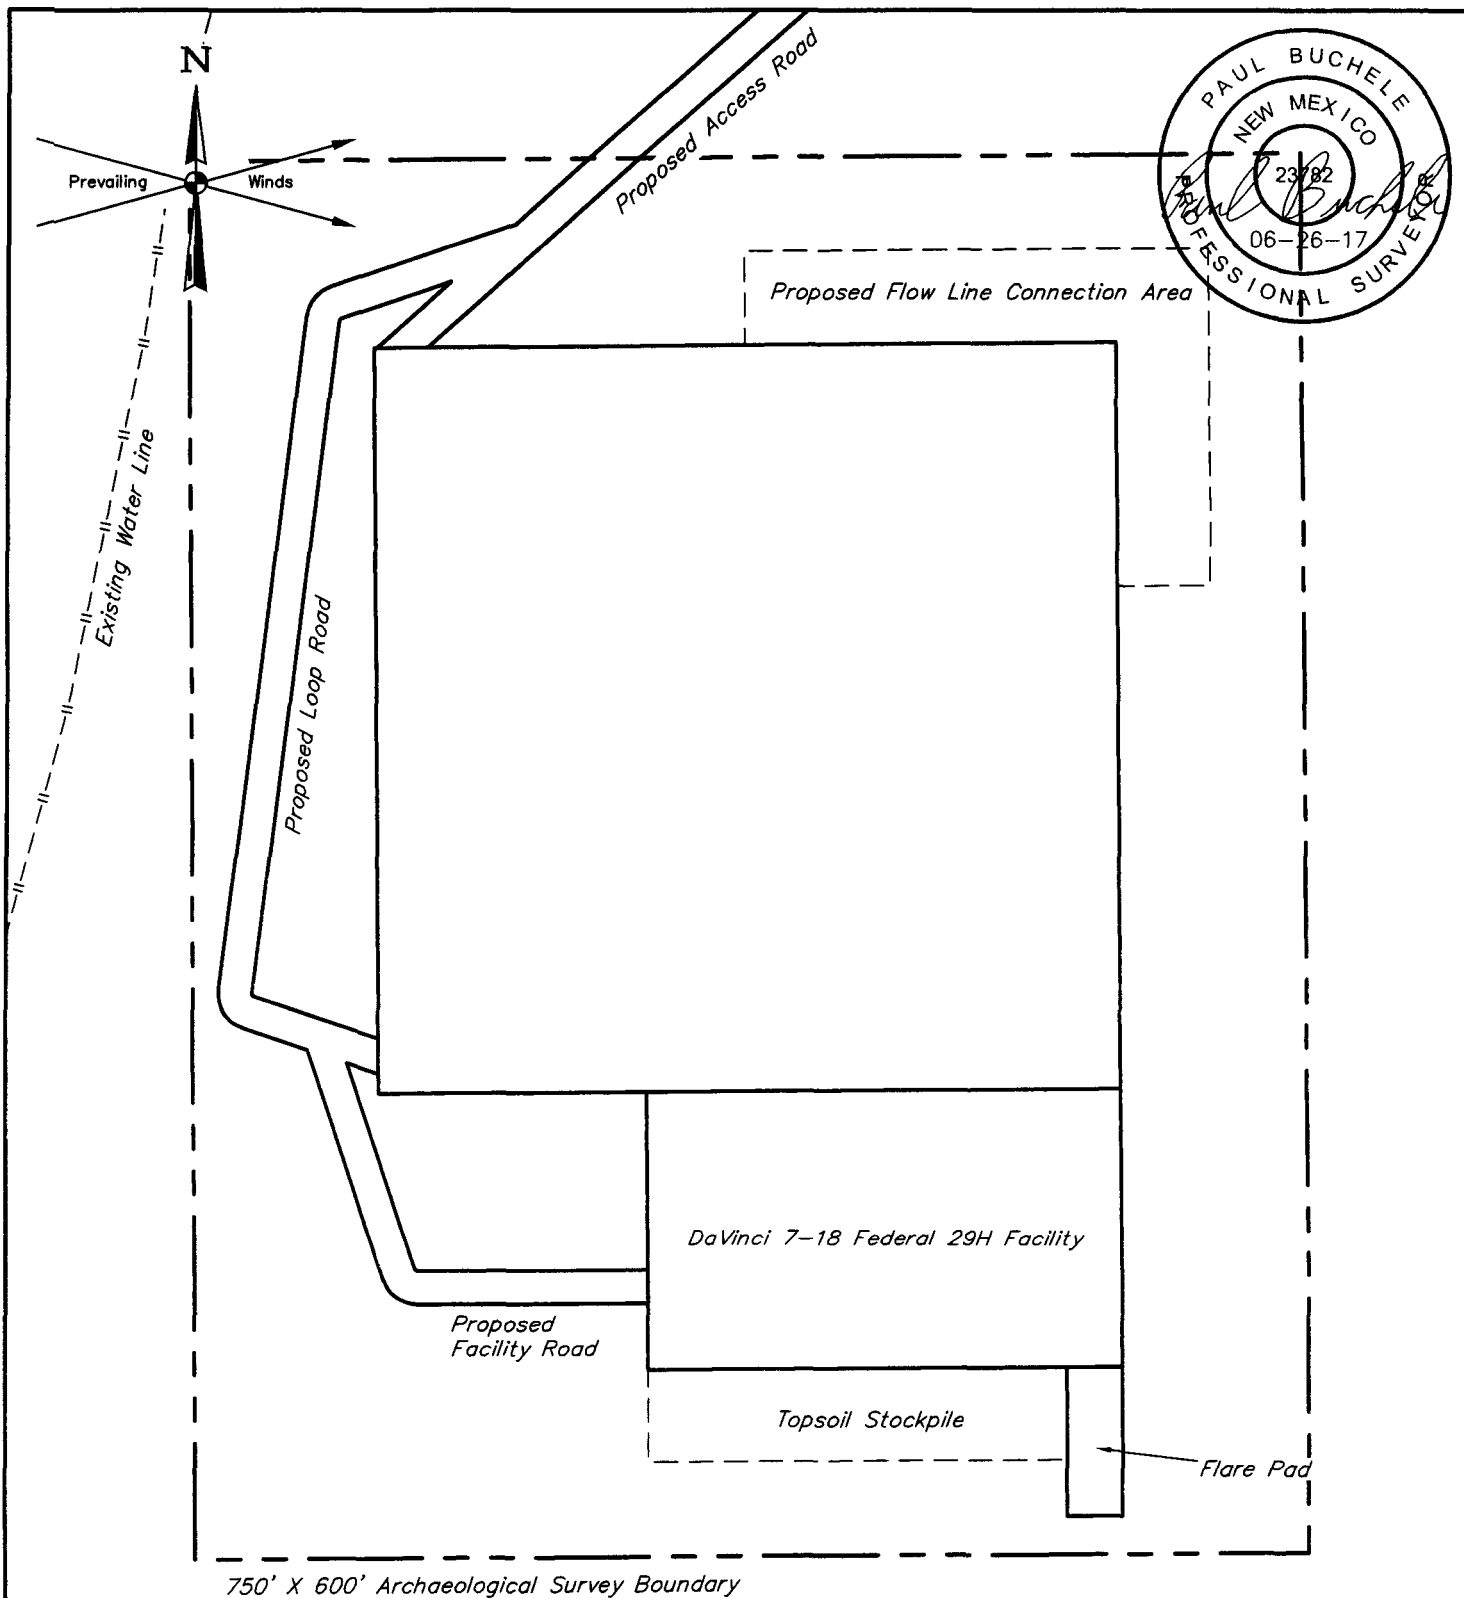 N
Prevailing Winds
Proposed Access Road
PAUL BUCHELE
NEW MEXICO
23782
Paul Buchele
06-26-17
PROFESSIONAL SURVEYOR
Proposed Flow Line Connection Area
Existing Water Line
Proposed Loop Road
DaVinci 7-18 Federal 29H Facility
Proposed
Facility Road
Topsoil Stockpile
Flare Pad
750' X 600' Archaeological Survey Boundary